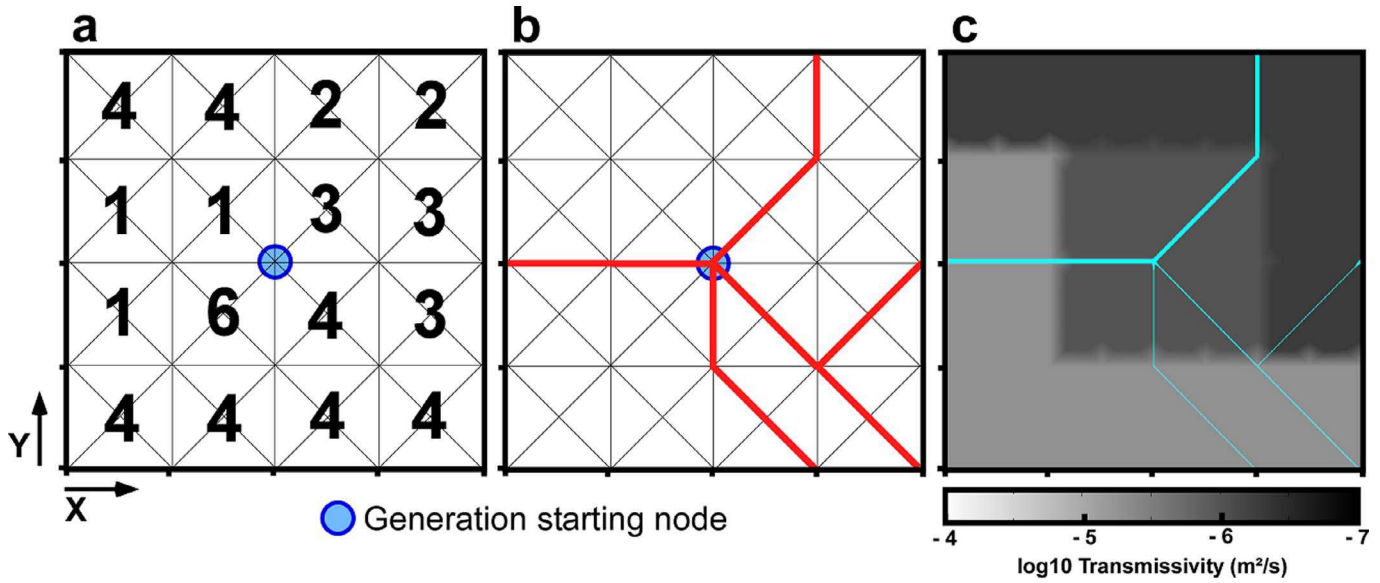 a
b
c
4 4 2 2
1 1 3 3
1 6 4 3
4 4 4 4
Y
X
Generation starting node
-4 -5 -6 -7
log10 Transmissivity (m²/s)